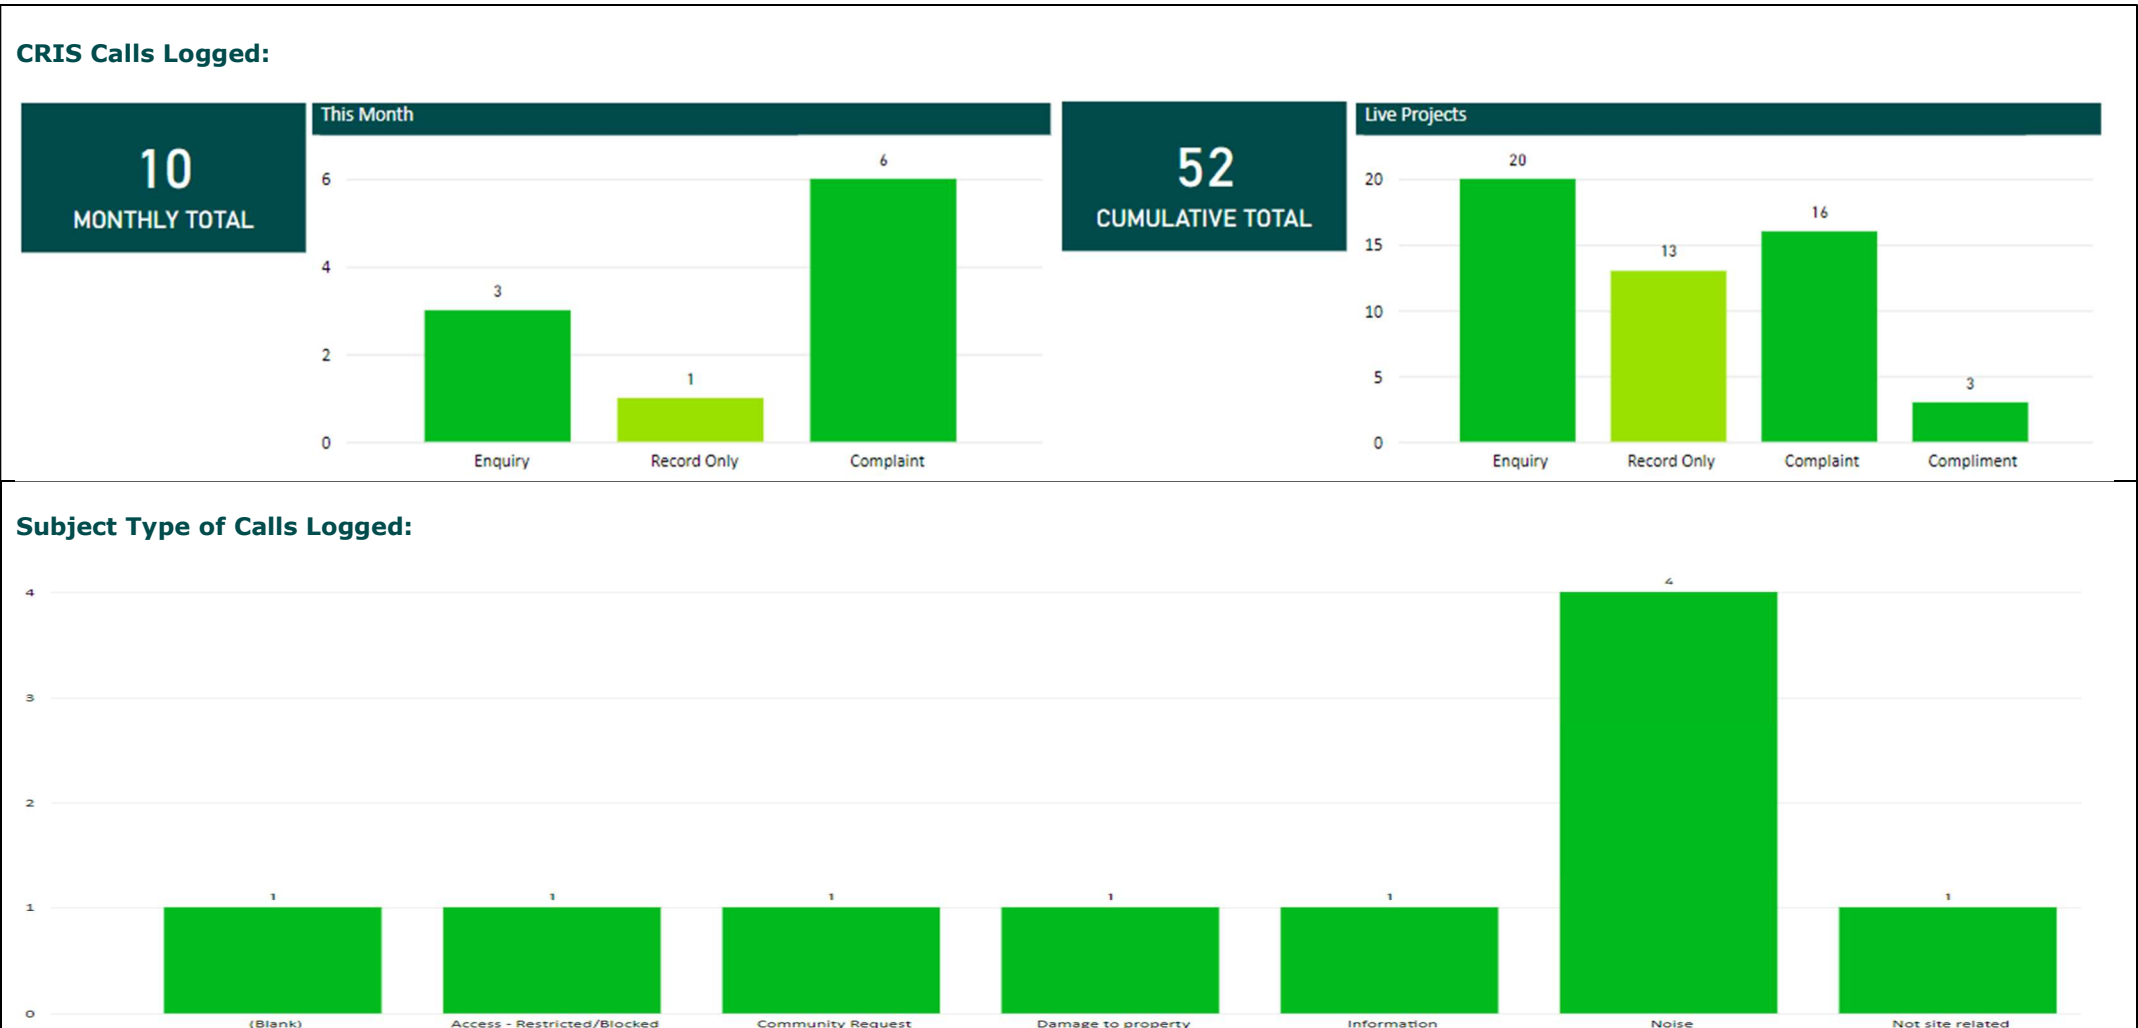 CRIS Calls Logged:
10
MONTHLY TOTAL
This Month
6
4
2
0
3
1
6
Enquiry
Record Only
Complaint
52
CUMULATIVE TOTAL
Live Projects
20
15
10
5
0
20
13
16
3
Enquiry
Record Only
Complaint
Compliment
Subject Type of Calls Logged:
4
3
2
1
0
1
1
1
1
1
4
1
(Blank)
Access - Restricted/Blocked
Community Request
Damage to property
Information
Noise
Not site related